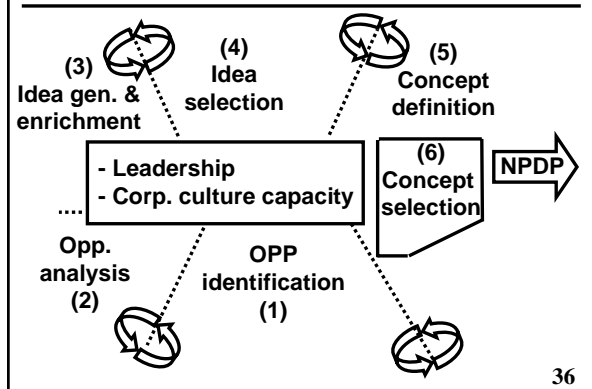 (3)
Idea gen. &
enrichment
(4)
Idea
selection
(5)
Concept
definition
- Leadership
- Corp. culture capacity
(6)
Concept
selection
NPDP
Opp.
analysis
(2)
OPP
identification
(1)
36